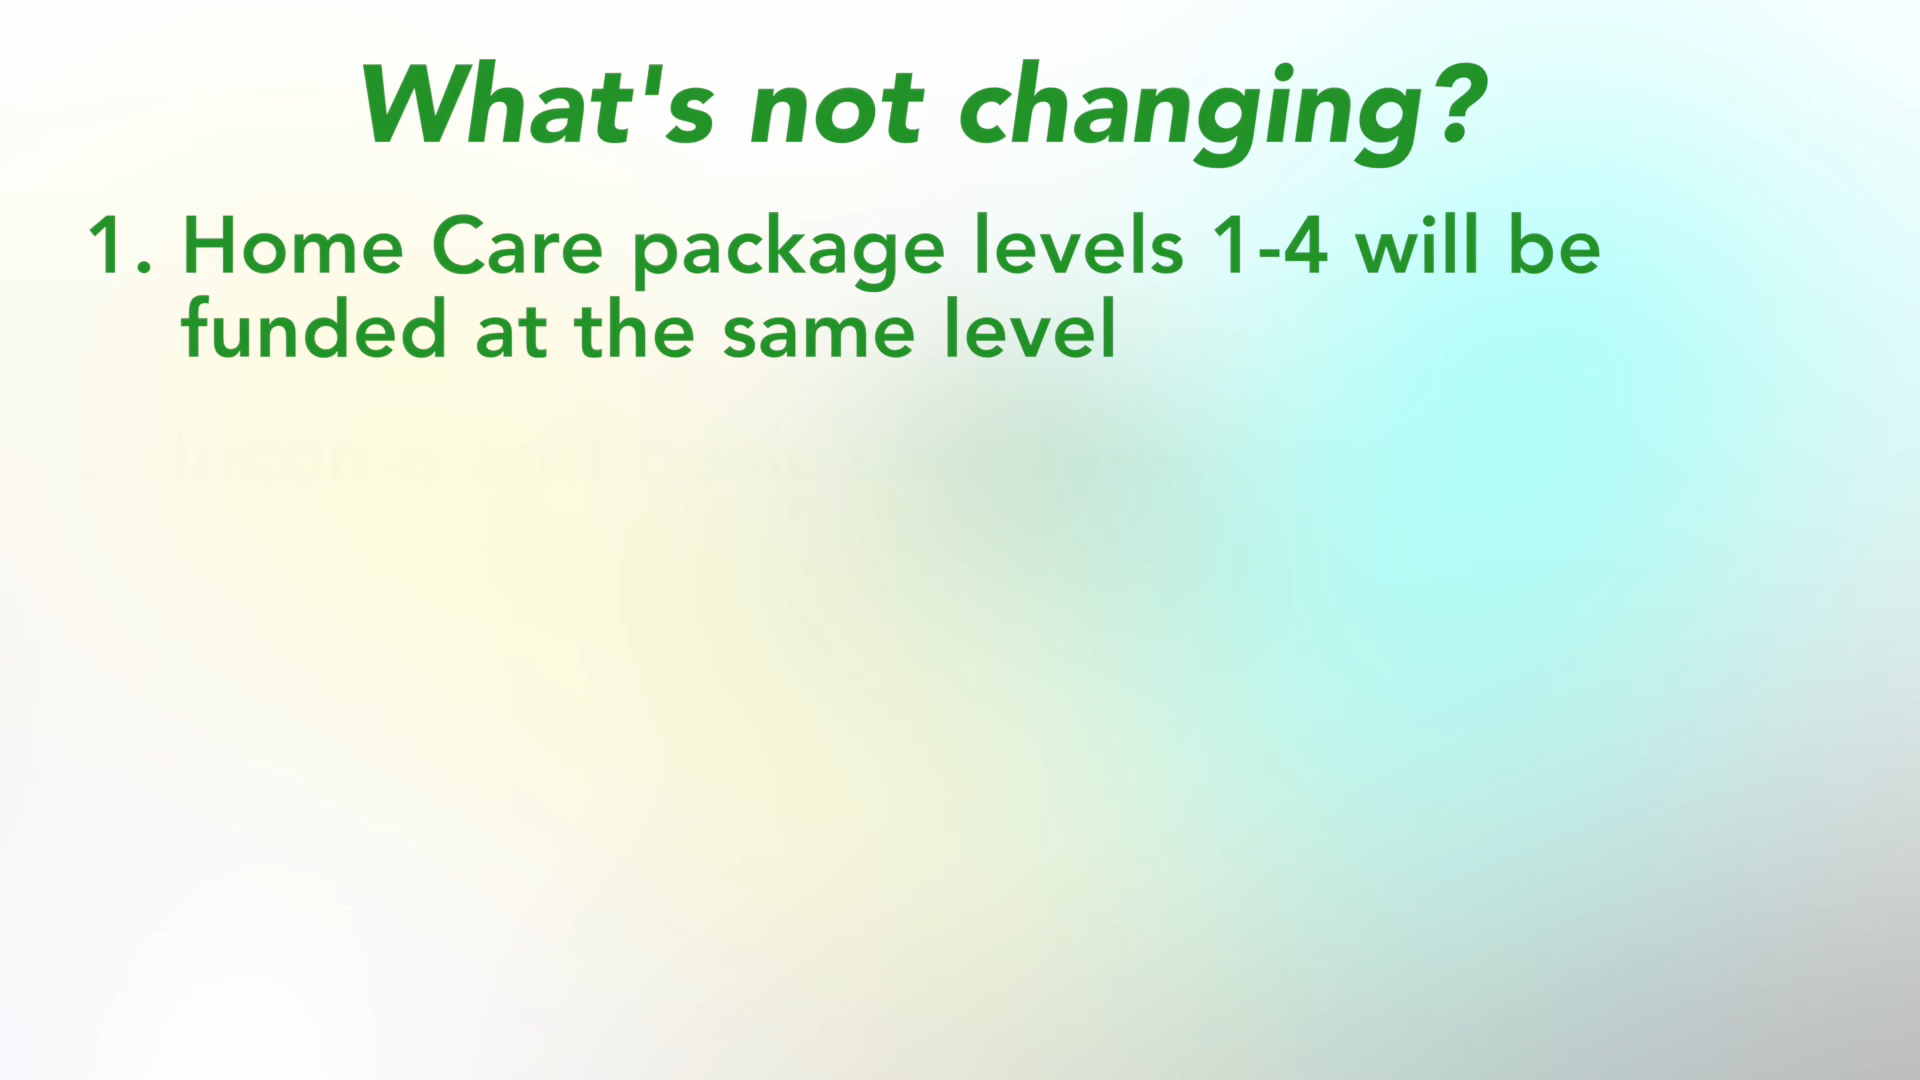 What's not changing?
1. Home Care package levels 1-4 will be
funded at the same level